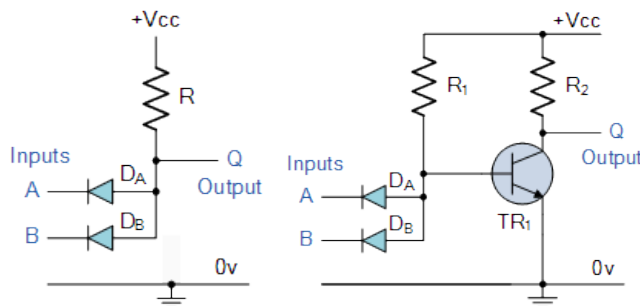 +Vcc
R
Inputs
Q
A
DA
Output
B
DB
0v
+Vcc
R1
R2
Q
Inputs
Output
A
DA
B
DB
TR1
0v